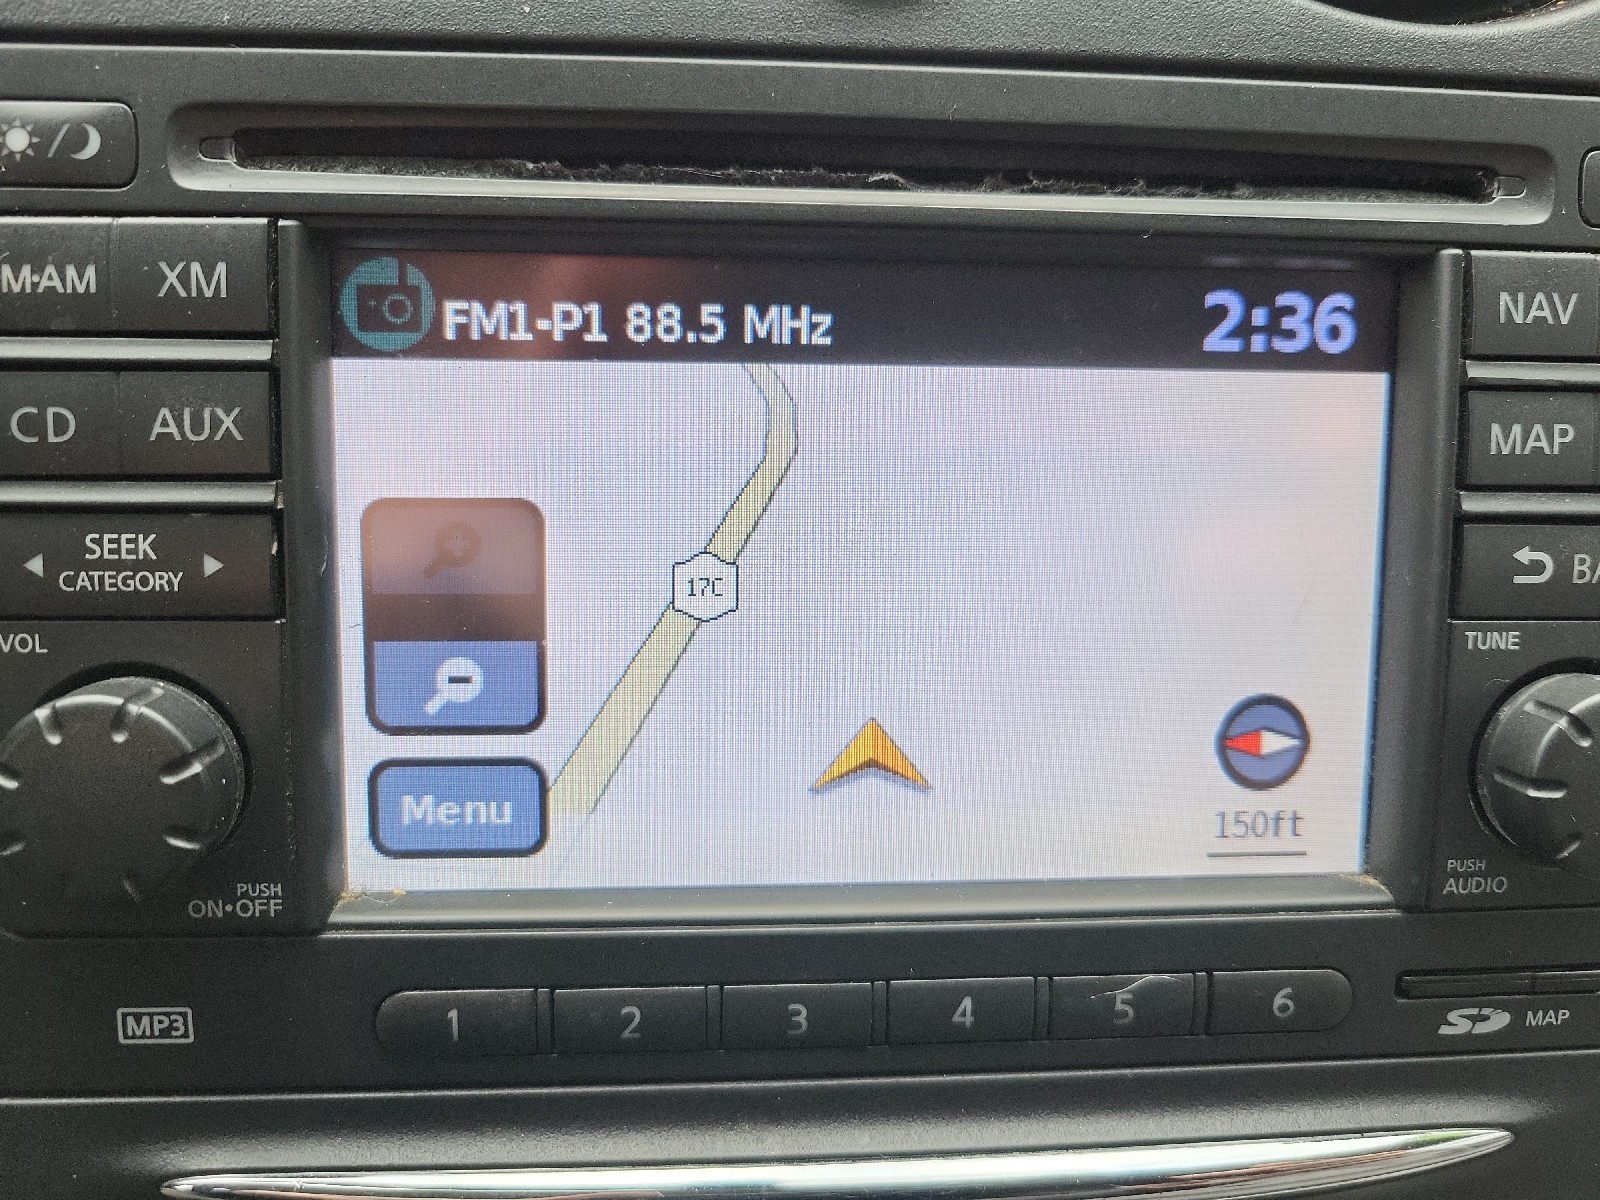 M·AM XM
CD AUX
SEEK
CATEGORY
VOL
PUSH
ON•OFF
FM1-P1 88.5 MHz 2:36
17C
Menu
150ft
NAV
MAP
BA
TUNE
PUSH
AUDIO
MP3
1 2 3 4 5 6
SD MAP